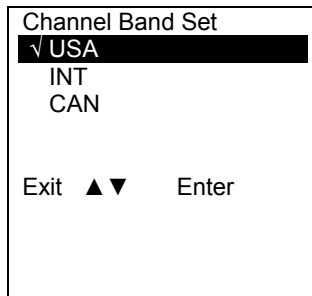 Channel Band Set
√ USA
INT
CAN
Exit ▲▼ Enter